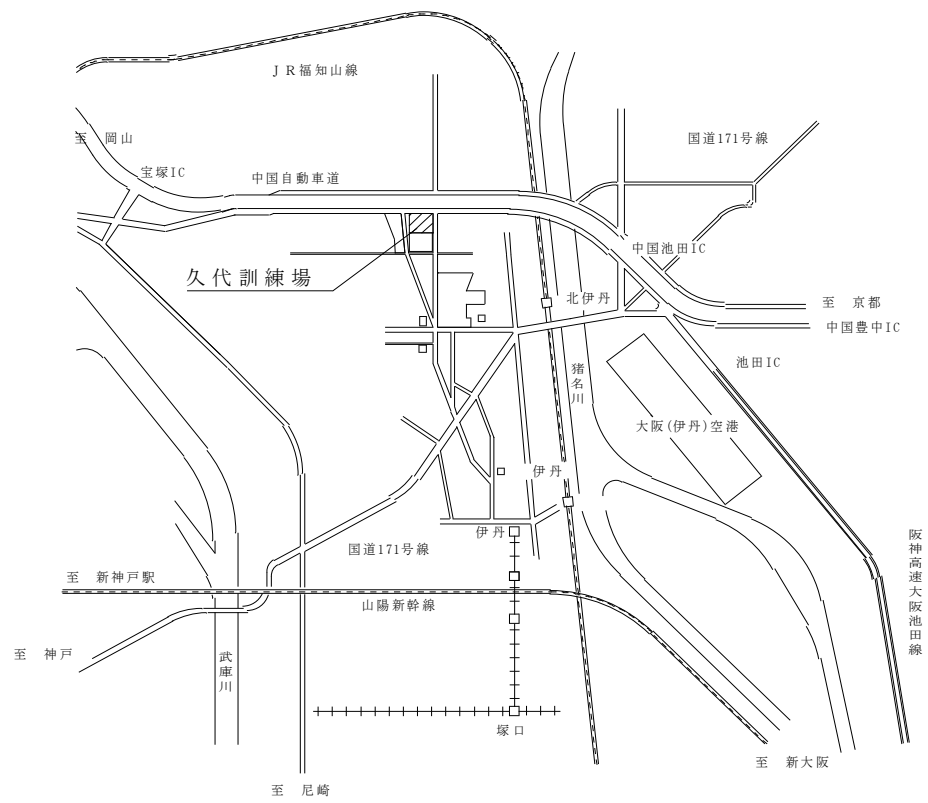 ＪＲ福知山線
至　岡山
国道171号線
宝塚IC
中国自動車道
中国池田IC
久代訓練場
北伊丹
至　京都
中国豊中IC
池田IC
猪名川
大阪(伊丹)空港
伊丹
伊丹
国道171号線
阪神高速大阪池田線
至　新神戸駅
山陽新幹線
至　神戸
武庫川
塚口
至　新大阪
至　尼崎